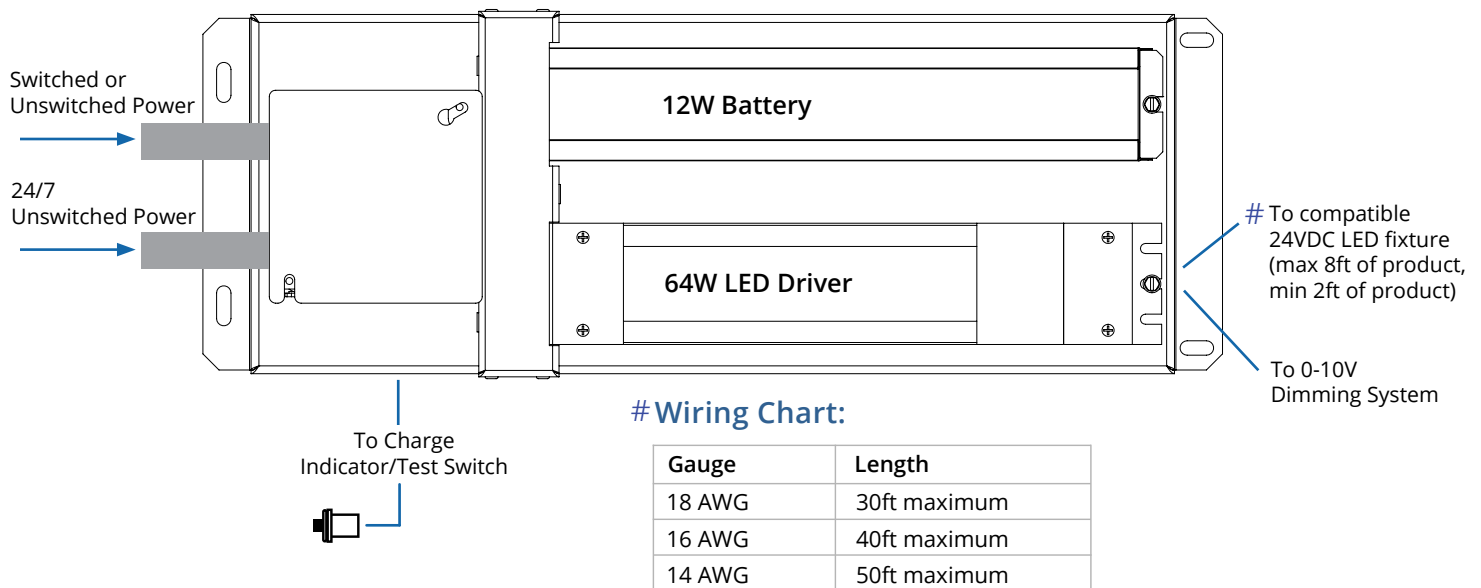 Switched or
Unswitched Power
24/7
Unswitched Power
12W Battery
64W LED Driver
# To compatible
24VDC LED fixture
(max 8ft of product,
min 2ft of product)
To 0-10V
Dimming System
To Charge
Indicator/Test Switch
# Wiring Chart:
Gauge Length
18 AWG 30ft maximum
16 AWG 40ft maximum
14 AWG 50ft maximum